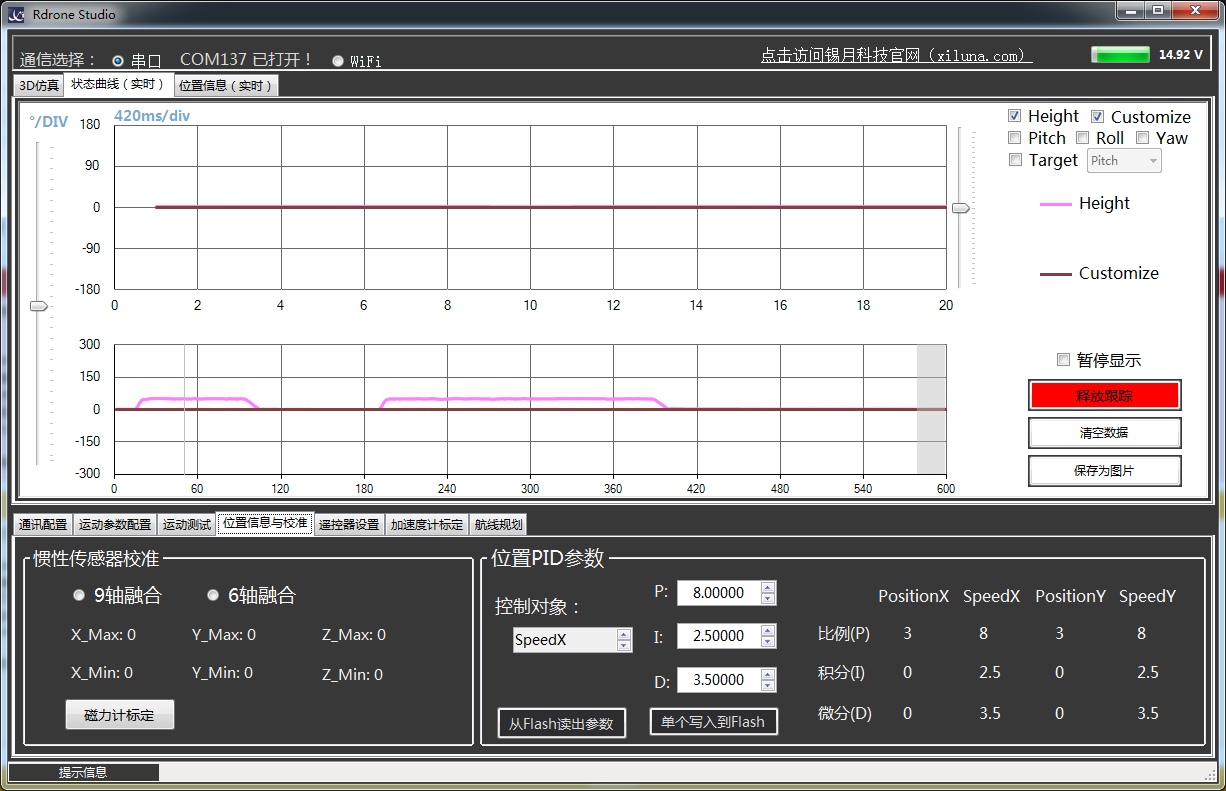 Rdrone Studio
通信选择： 串口 COM137 已打开！ WiFi 点击访问锡月科技官网（xiluna.com） 14.92 V
3D仿真 状态曲线（实时） 位置信息（实时）
°/DIV 420ms/div
180
90
0
-90
-180
0 2 4 6 8 10 12 14 16 18 20
300
150
0
-150
-300
0 60 120 180 240 300 360 420 480 540 600
Height Customize
Pitch Roll Yaw
Target Pitch
Height
Customize
暂停显示
释放跟踪
清空数据
保存为图片
通讯配置 运动参数配置 运动测试 位置信息与校准 遥控器设置 加速度计标定 航线规划
惯性传感器校准
9轴融合 6轴融合
X_Max: 0 Y_Max: 0 Z_Max: 0
X_Min: 0 Y_Min: 0 Z_Min: 0
磁力计标定
位置PID参数
控制对象：
SpeedX
P: 8.00000
I: 2.50000
D: 3.50000
从Flash读出参数 单个写入到Flash
PositionX SpeedX PositionY SpeedY
比例(P) 3 8 3 8
积分(I) 0 2.5 0 2.5
微分(D) 0 3.5 0 3.5
提示信息